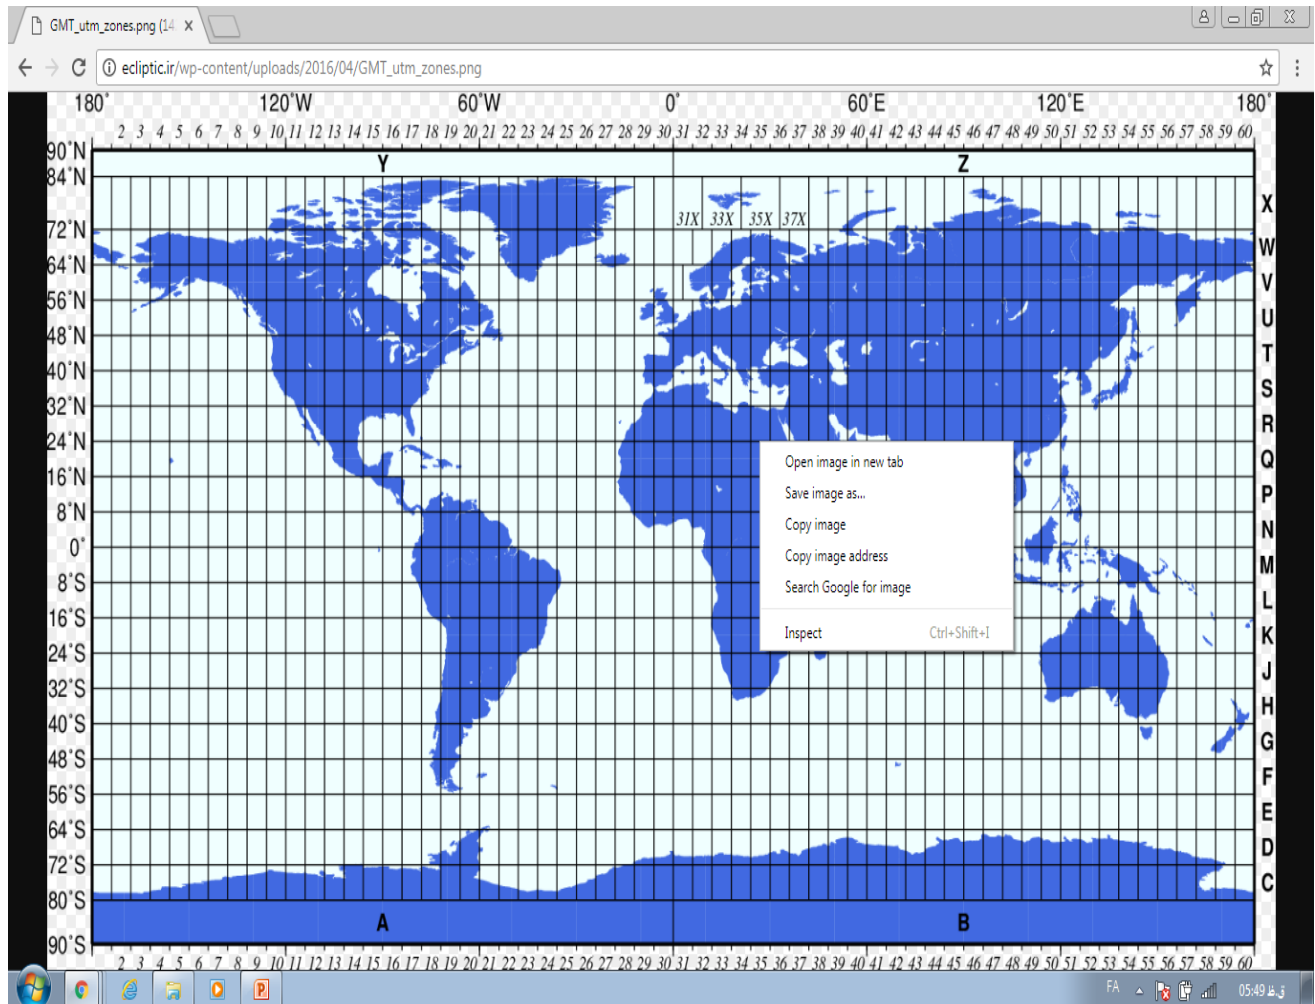 GMT_utm_zones.png (14
ecliptic.ir/wp-content/uploads/2016/04/GMT_utm_zones.png
180° 120°W 60°W 0° 60°E 120°E 180°
2 3 4 5 6 7 8 9 10 11 12 13 14 15 16 17 18 19 20 21 22 23 24 25 26 27 28 29 30 31 32 33 34 35 36 37 38 39 40 41 42 43 44 45 46 47 48 49 50 51 52 53 54 55 56 57 58 59 60
90°N
Y Z
84°N
X
31X 33X 35X 37X
72°N
W
64°N
V
56°N
U
48°N
T
40°N
S
32°N
R
24°N
Open image in new tab
Q
16°N
Save image as...
P
8°N
Copy image
N
0°
Copy image address
M
8°S
Search Google for image
L
16°S
Inspect Ctrl+Shift+I
K
24°S
J
32°S
H
40°S
G
48°S
F
56°S
E
64°S
D
72°S
C
80°S
A B
90°S
2 3 4 5 6 7 8 9 10 11 12 13 14 15 16 17 18 19 20 21 22 23 24 25 26 27 28 29 30 31 32 33 34 35 36 37 38 39 40 41 42 43 44 45 46 47 48 49 50 51 52 53 54 55 56 57 58 59 60
FA 05:49 ق.ظ